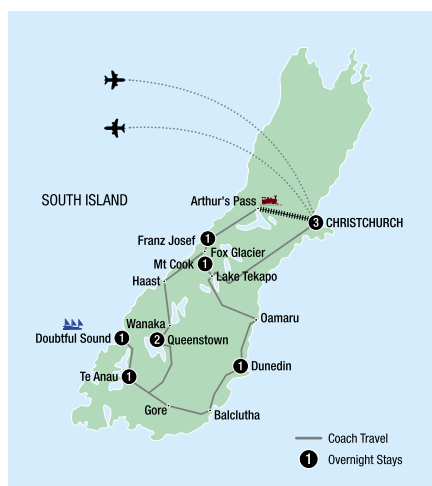 SOUTH ISLAND
Arthur's Pass
3 CHRISTCHURCH
Franz Josef 1
Fox Glacier
Mt Cook 1
Lake Tekapo
Haast
Oamaru
Wanaka
Doubtful Sound 1
2 Queenstown
1 Dunedin
Te Anau 1
Gore
Balclutha
Coach Travel
1 Overnight Stays